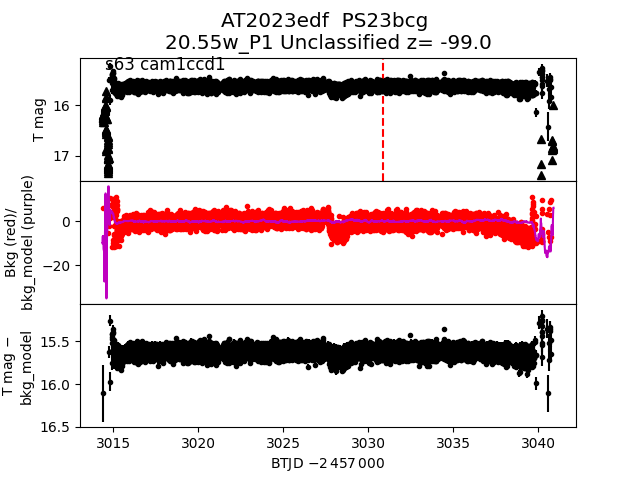 AT2023edf PS23bcg
20.55w_P1 Unclassified z= -99.0
s63 cam1ccd1
T mag
16
17
Bkg (red)/
bkg_model (purple)
0
−20
T mag −
bkg_model
15.5
16.0
16.5
3015 3020 3025 3030 3035 3040
BTJD −2 457 000